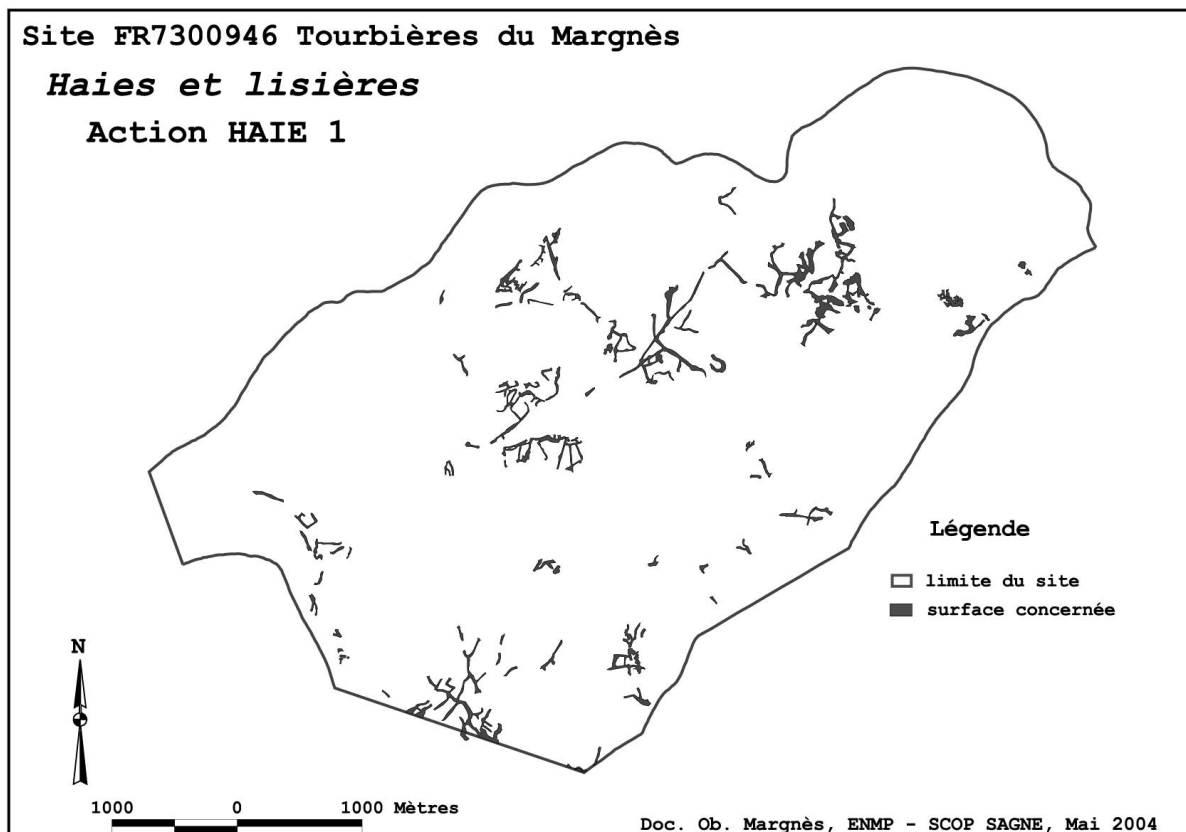 Site FR7300946 Tourbières du Margnès
Haies et lisières
Action HAIE 1
Légende
limite du site
surface concernée
N
1000 0 1000 Mètres
Doc. Ob. Margnès, ENMP - SCOP SAGNE, Mai 2004